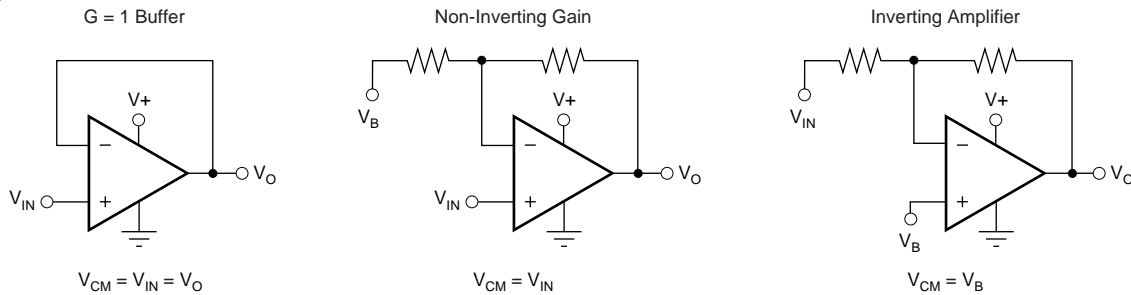 G = 1 Buffer
V+
−
+
V_IN
V_O
V_CM = V_IN = V_O
Non-Inverting Gain
V_B
V+
−
+
V_IN
V_O
V_CM = V_IN
Inverting Amplifier
V_IN
V+
−
+
V_B
V_O
V_CM = V_B